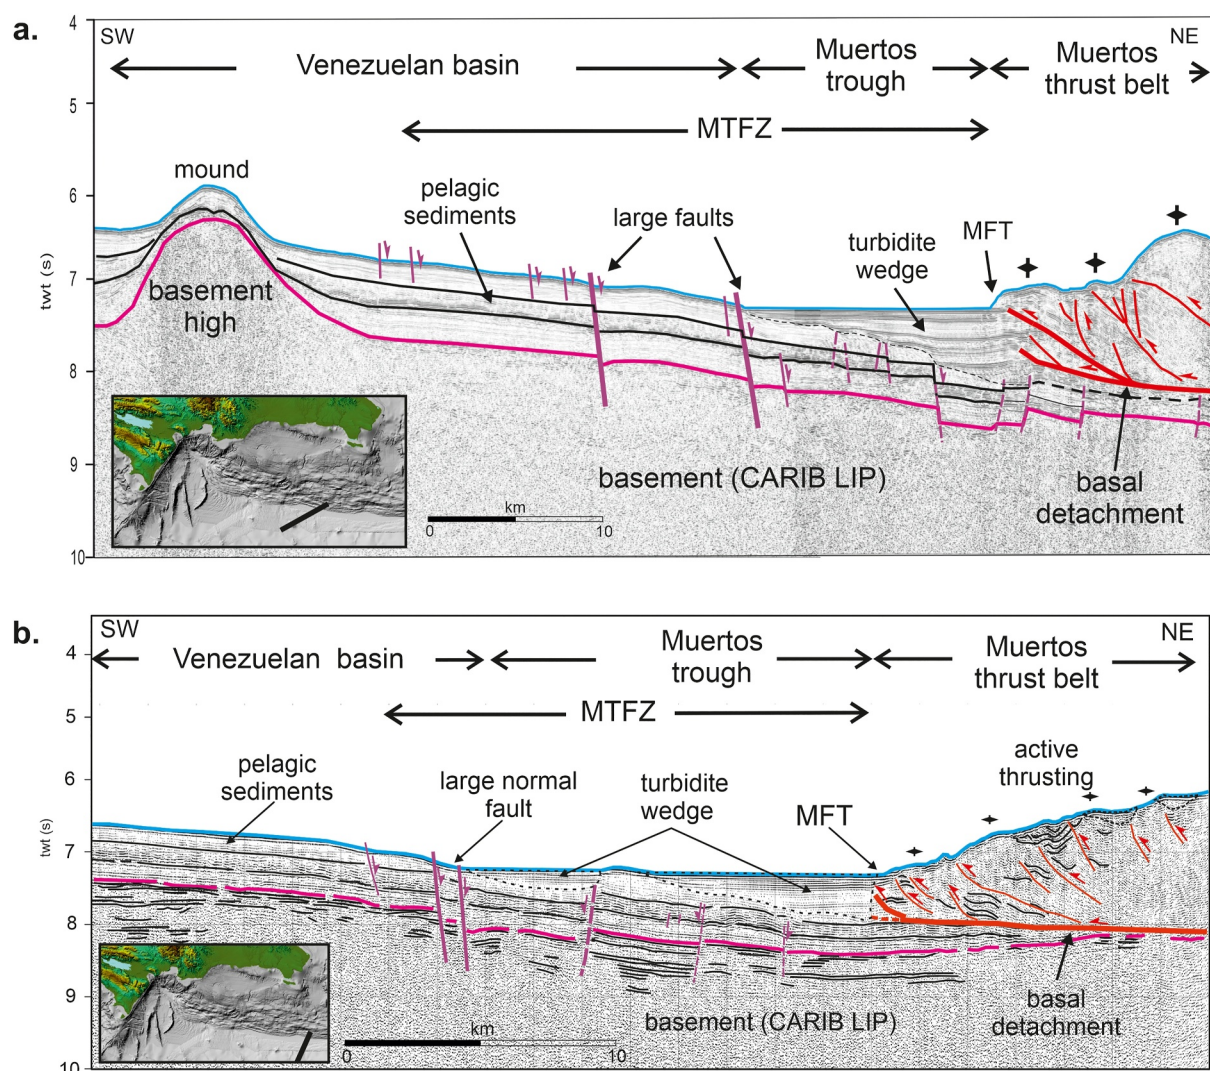 a.
SW
NE
Venezuelan basin
Muertos
trough
Muertos
thrust belt
MTFZ
mound
pelagic
sediments
large faults
turbidite
wedge
MFT
basement
high
basement (CARIB LIP)
basal
detachment
km
0
10
twt (s)
4
5
6
7
8
9
10
b.
SW
NE
Venezuelan basin
Muertos
trough
Muertos
thrust belt
MTFZ
pelagic
sediments
large normal
fault
turbidite
wedge
MFT
active
thrusting
basement (CARIB LIP)
basal
detachment
km
0
10
twt (s)
4
5
6
7
8
9
10